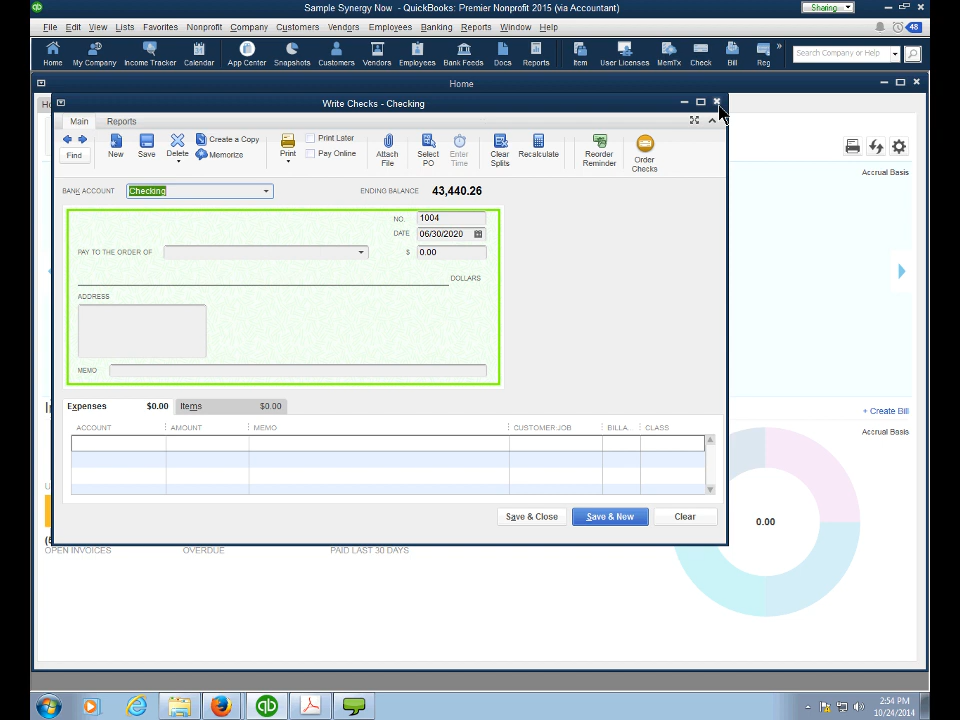 Sample Synergy Now - QuickBooks: Premier Nonprofit 2015 (via Accountant)
Sharing
File Edit View Lists Favorites Nonprofit Company Customers Vendors Employees Banking Reports Window Help
48
Home My Company Income Tracker Calendar App Center Snapshots Customers Vendors Employees Bank Feeds Docs Reports Item User Licenses MemTx Check Bill Reg
Search Company or Help
Home
Write Checks - Checking
Main Reports
Find New Save Delete Create a Copy Memorize Print Print Later Pay Online Attach File Select PO Enter Time Clear Splits Recalculate Reorder Reminder Order Checks
Accrual Basis
BANK ACCOUNT Checking ENDING BALANCE 43,440.26
NO. 1004
DATE 06/30/2020
PAY TO THE ORDER OF $ 0.00
DOLLARS
ADDRESS
MEMO
Expenses $0.00 Items $0.00
+ Create Bill
ACCOUNT AMOUNT MEMO CUSTOMER:JOB BILLA... CLASS
Accrual Basis
Save & Close Save & New Clear
0.00
OPEN INVOICES OVERDUE PAID LAST 30 DAYS
2:54 PM
10/24/2014